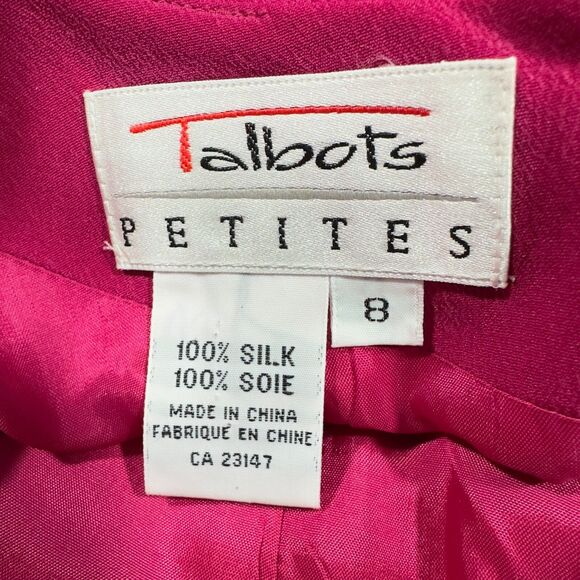 Talbots
PETITES
8
100% SILK
100% SOIE
MADE IN CHINA
FABRIQUÉ EN CHINE
CA 23147